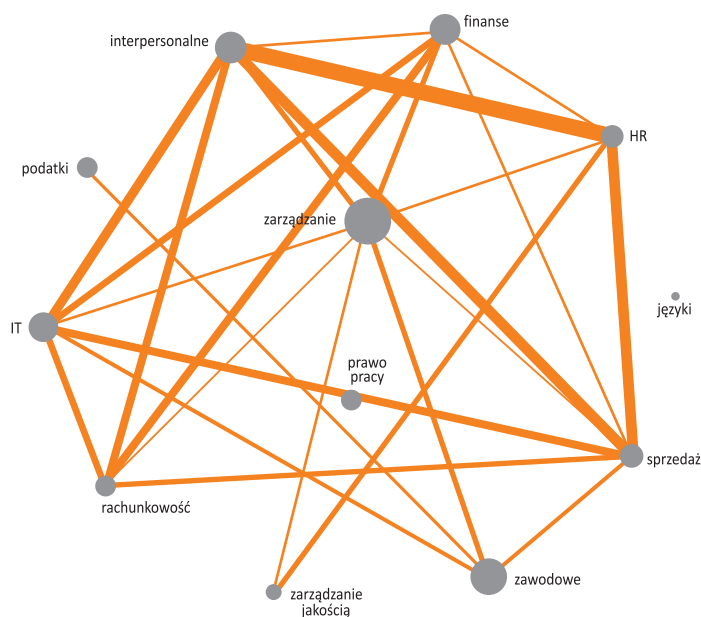 finanse
interpersonalne
HR
podatki
zarządzanie
języki
IT
prawo
pracy
sprzedaż
rachunkowość
zawodowe
zarządzanie
jakością